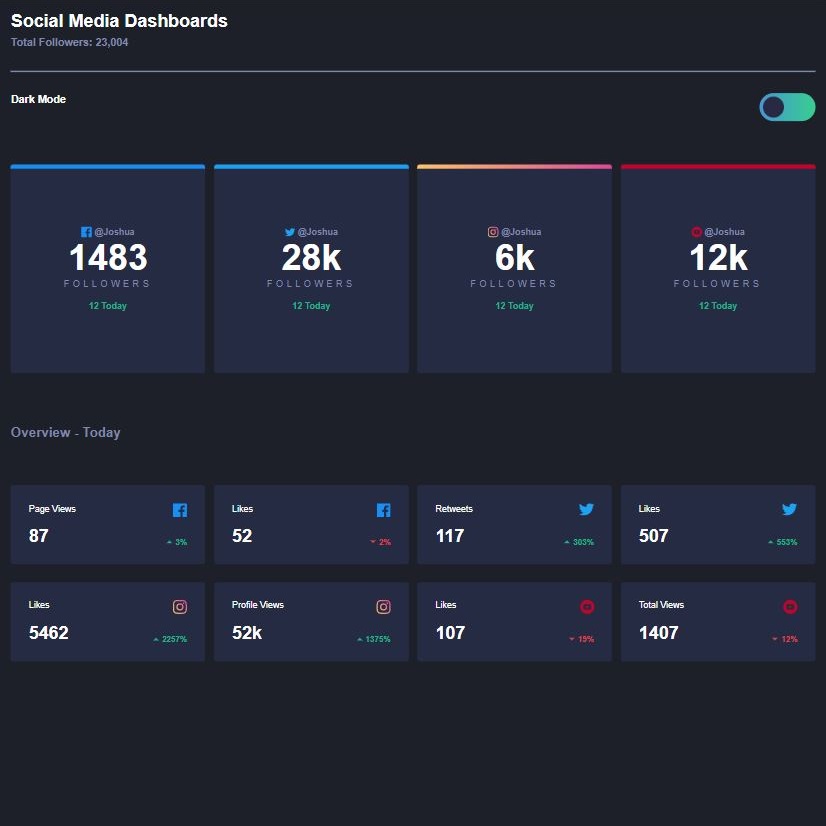 Social Media Dashboards
Total Followers: 23,004
Dark Mode
@Joshua
1483
FOLLOWERS
12 Today
@Joshua
28k
FOLLOWERS
12 Today
@Joshua
6k
FOLLOWERS
12 Today
@Joshua
12k
FOLLOWERS
12 Today
Overview - Today
Page Views
87
3%
Likes
52
2%
Retweets
117
303%
Likes
507
553%
Likes
5462
2257%
Profile Views
52k
1375%
Likes
107
19%
Total Views
1407
12%